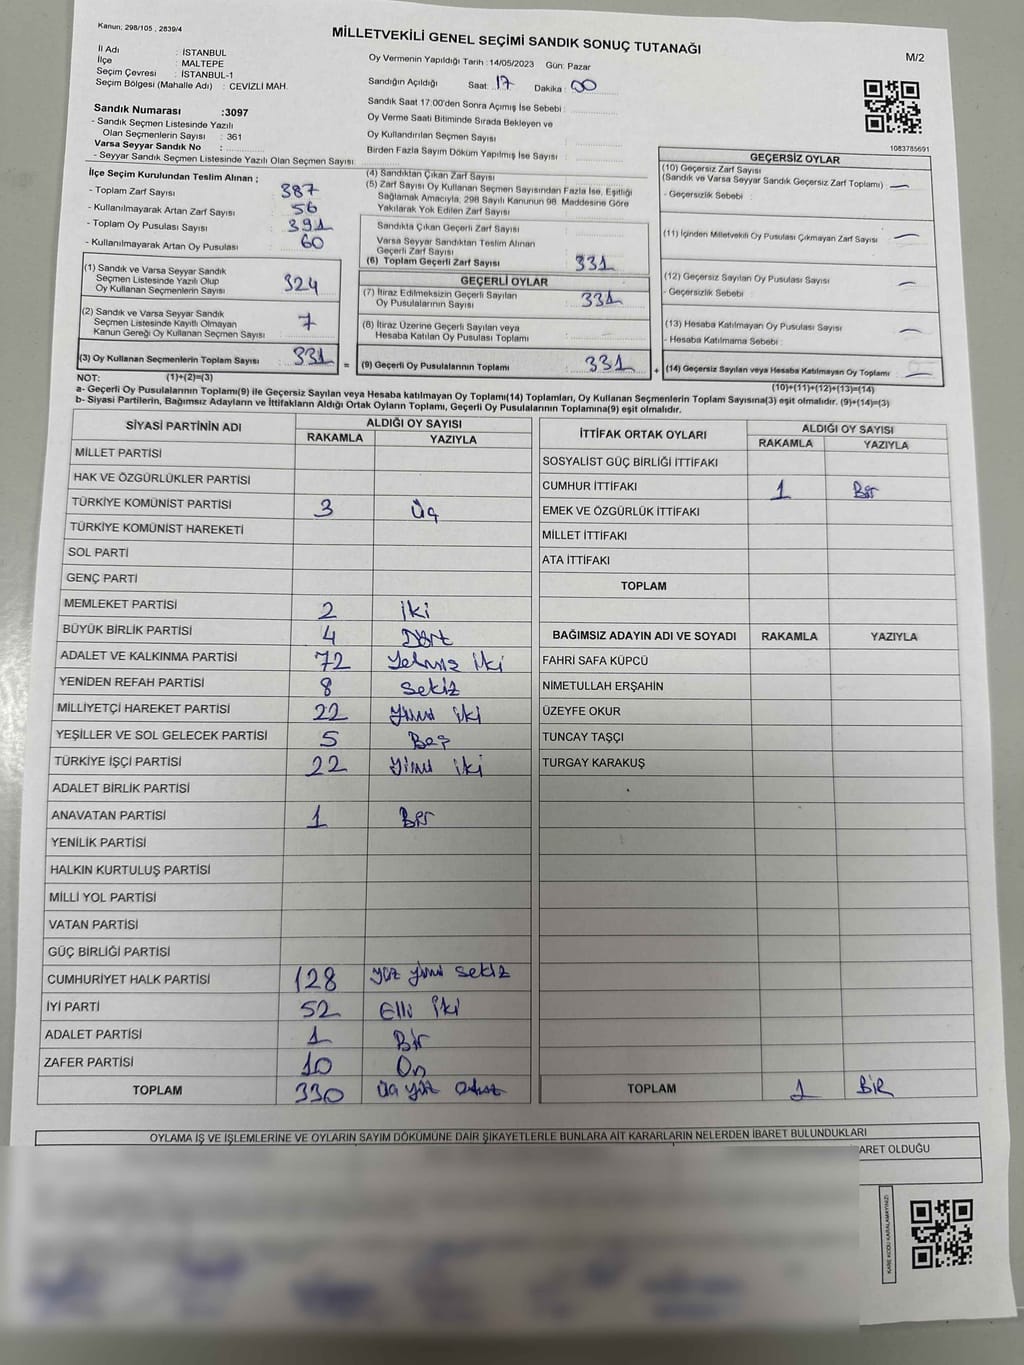 Kanun: 298/105 , 2839/4
MİLLETVEKİLİ GENEL SEÇİMİ SANDIK SONUÇ TUTANAĞI
M/2
İl Adı : İSTANBUL
İlçe : MALTEPE
Seçim Çevresi : İSTANBUL-1
Seçim Bölgesi (Mahalle Adı) : CEVİZLİ MAH.
Oy Vermenin Yapıldığı Tarih :14/05/2023 Gün: Pazar
Sandığın Açıldığı Saat 17 Dakika 00
Sandık Saat 17:00'den Sonra Açımış İse Sebebi :
Oy Verme Saati Bitiminde Sırada Bekleyen ve
Oy Kullandırılan Seçmen Sayısı
Birden Fazla Sayım Döküm Yapılmış İse Sayısı
Sandık Numarası :3097
- Sandık Seçmen Listesinde Yazılı
Olan Seçmenlerin Sayısı : 361
Varsa Seyyar Sandık No :
- Seyyar Sandık Seçmen Listesinde Yazılı Olan Seçmen Sayısı
1083785691
İlçe Seçim Kurulundan Teslim Alınan ;
- Toplam Zarf Sayısı 387
- Kullanılmayarak Artan Zarf Sayısı 56
- Toplam Oy Pusulası Sayısı 391
- Kullanılmayarak Artan Oy Pusulası 60
(1) Sandık ve Varsa Seyyar Sandık
Seçmen Listesinde Yazılı Olup
Oy Kullanan Seçmenlerin Sayısı 324
(2) Sandık ve Varsa Seyyar Sandık
Seçmen Listesinde Kayıtlı Olmayan
Kanun Gereği Oy Kullanan Seçmen Sayısı 7
(3) Oy Kullanan Seçmenlerin Toplam Sayısı 331 =
(4) Sandıktan Çıkan Zarf Sayısı
(5) Zarf Sayısı Oy Kullanan Seçmen Sayısından Fazla İse, Eşitliği
Sağlamak Amacıyla, 298 Sayılı Kanunun 98. Maddesine Göre
Yakılarak Yok Edilen Zarf Sayısı
Sandıkta Çıkan Geçerli Zarf Sayısı
Varsa Seyyar Sandıktan Teslim Alınan
Geçerli Zarf Sayısı
(6) Toplam Geçerli Zarf Sayısı 331
GEÇERLİ OYLAR
(7) İtiraz Edilmeksizin Geçerli Sayılan
Oy Pusulalarının Sayısı 331
(8) İtiraz Üzerine Geçerli Sayılan veya
Hesaba Katılan Oy Pusulası Toplamı
(9) Geçerli Oy Pusulalarının Toplamı 331 +
GEÇERSİZ OYLAR
(10) Geçersiz Zarf Sayısı
(Sandık ve Varsa Seyyar Sandık Geçersiz Zarf Toplamı) —
- Geçersizlik Sebebi :
(11) İçinden Milletvekili Oy Pusulası Çıkmayan Zarf Sayısı —
(12) Geçersiz Sayılan Oy Pusulası Sayısı —
- Geçersizlik Nedeni :
(13) Hesaba Katılmayan Oy Pusulası Sayısı —
- Hesaba Katılmama Sebebi :
(14) Geçersiz Sayılan veya Hesaba Katılmayan Oy Toplamı —
NOT: (1)+(2)=(3)
(10)+(11)+(12)+(13)=(14)
a- Geçerli Oy Pusulalarının Toplamı(9) ile Geçersiz Sayılan veya Hesaba katılmayan Oy Toplamı(14) Toplamları, Oy Kullanan Seçmenlerin Toplam Sayısına(3) eşit olmalıdır. (9)+(14)=(3)
b- Siyasi Partilerin, Bağımsız Adayların ve İttifakların Aldığı Ortak Oyların Toplamı, Geçerli Oy Pusulalarının Toplamına(9) eşit olmalıdır.
SİYASİ PARTİNİN ADI ALDIĞI OY SAYISI
RAKAMLA YAZIYLA
MİLLET PARTİSİ
HAK VE ÖZGÜRLÜKLER PARTİSİ
TÜRKİYE KOMÜNİST PARTİSİ 3 Üç
TÜRKİYE KOMÜNİST HAREKETİ
SOL PARTİ
GENÇ PARTİ
MEMLEKET PARTİSİ 2 iki
BÜYÜK BİRLİK PARTİSİ 4 Dört
ADALET VE KALKINMA PARTİSİ 72 Yetmiş iki
YENİDEN REFAH PARTİSİ 8 Sekiz
MİLLİYETÇİ HAREKET PARTİSİ 22 Yirmi iki
YEŞİLLER VE SOL GELECEK PARTİSİ 5 Beş
TÜRKİYE İŞÇİ PARTİSİ 22 Yirmi iki
ADALET BİRLİK PARTİSİ
ANAVATAN PARTİSİ 1 Bir
YENİLİK PARTİSİ
HALKIN KURTULUŞ PARTİSİ
MİLLİ YOL PARTİSİ
VATAN PARTİSİ
GÜÇ BİRLİĞİ PARTİSİ
CUMHURİYET HALK PARTİSİ 128 Yüz yirmi sekiz
İYİ PARTİ 52 Elli iki
ADALET PARTİSİ 1 Bir
ZAFER PARTİSİ 10 On
TOPLAM 330 Üç yüz otuz
İTTİFAK ORTAK OYLARI ALDIĞI OY SAYISI
RAKAMLA YAZIYLA
SOSYALİST GÜÇ BİRLİĞİ İTTİFAKI
CUMHUR İTTİFAKI 1 Bir
EMEK VE ÖZGÜRLÜK İTTİFAKI
MİLLET İTTİFAKI
ATA İTTİFAKI
TOPLAM
BAĞIMSIZ ADAYIN ADI VE SOYADI RAKAMLA YAZIYLA
FAHRİ SAFA KÜPCÜ
NİMETULLAH ERŞAHİN
ÜZEYFE OKUR
TUNCAY TAŞÇI
TURGAY KARAKUŞ
TOPLAM 1 BİR
OYLAMA İŞ VE İŞLEMLERİNE VE OYLARIN SAYIM DÖKÜMÜNE DAİR ŞİKAYETLERLE BUNLARA AİT KARARLARIN NELERDEN İBARET BULUNDUKLARI
BARET OLDUĞU
KARE KODU KARALAMAYINIZ!